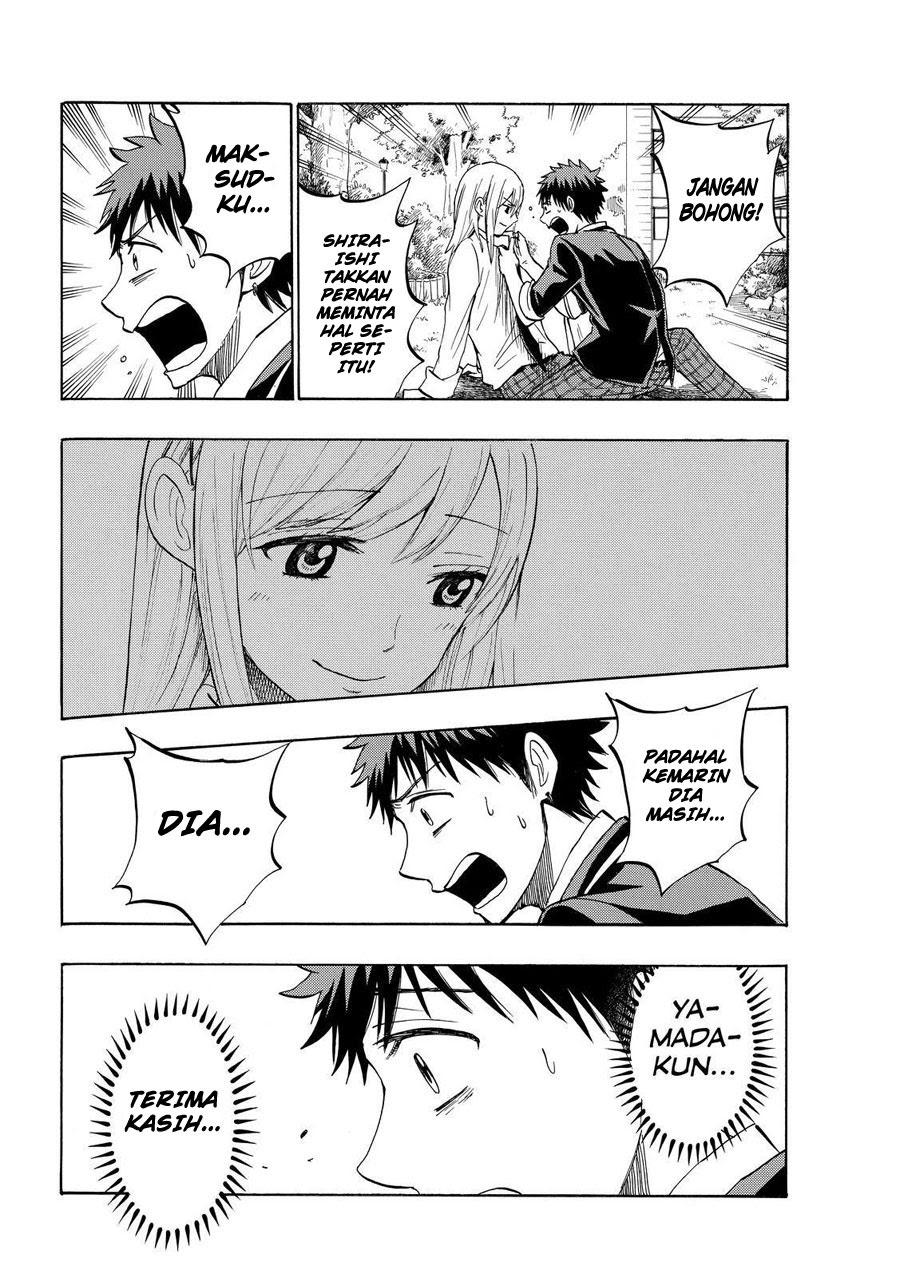 JANGAN
BOHONG!
SHIRA-
ISHI
TAKKAN
PERNAH
MEMINTA
HAL SE-
PERTI
ITU!
MAK-
SUD-
KU...
PADAHAL
KEMARIN
DIA
MASIH...
DIA...
YA-
MADA-
KUN...
TERIMA
KASIH...